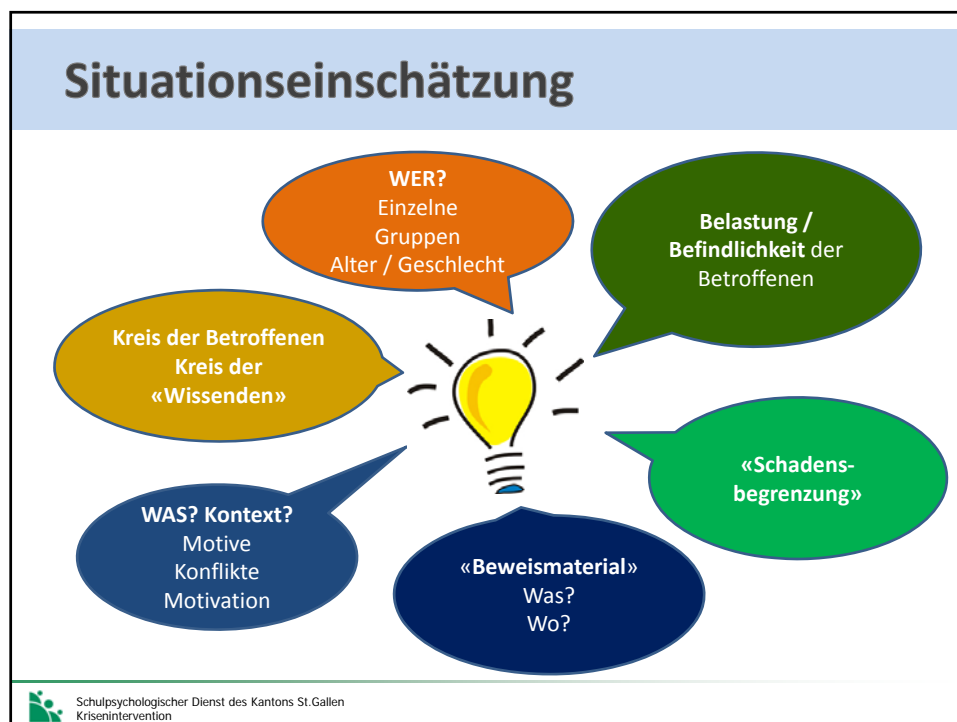 Situationseinschätzung
WER?
Einzelne
Gruppen
Alter / Geschlecht
Belastung /
Befindlichkeit der
Betroffenen
Kreis der Betroffenen
Kreis der
«Wissenden»
«Schadens-
begrenzung»
WAS? Kontext?
Motive
Konflikte
Motivation
«Beweismaterial»
Was?
Wo?
Schulpsychologischer Dienst des Kantons St.Gallen
Krisenintervention